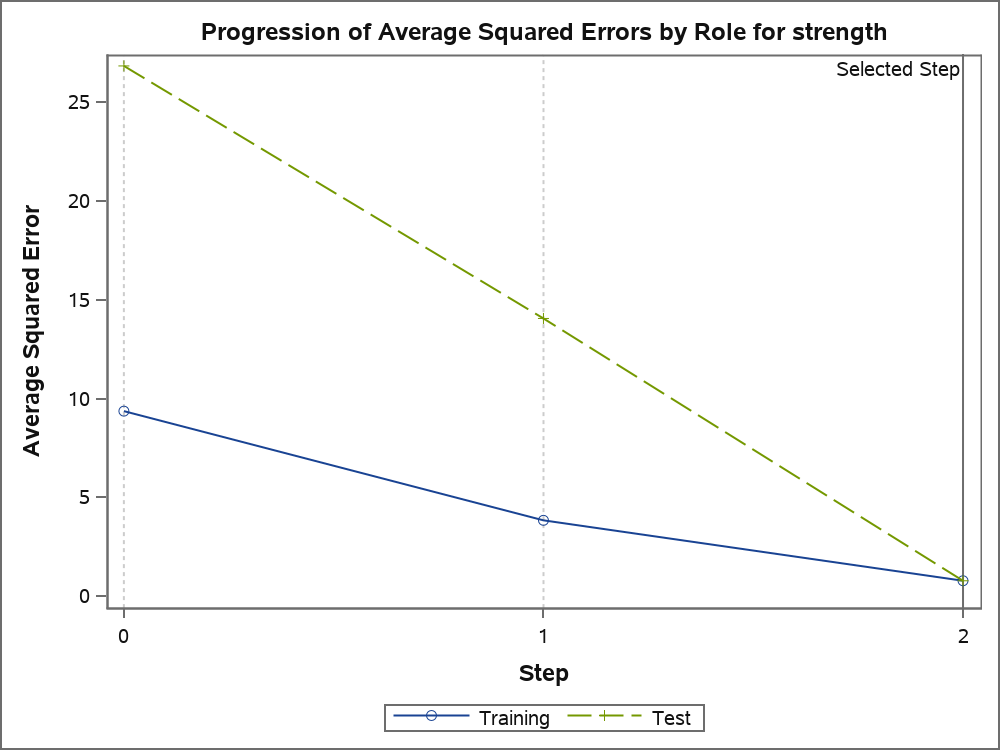 Progression of Average Squared Errors by Role for strength
Selected Step
Average Squared Error
25
20
15
10
5
0
0 1 2
Step
Training Test